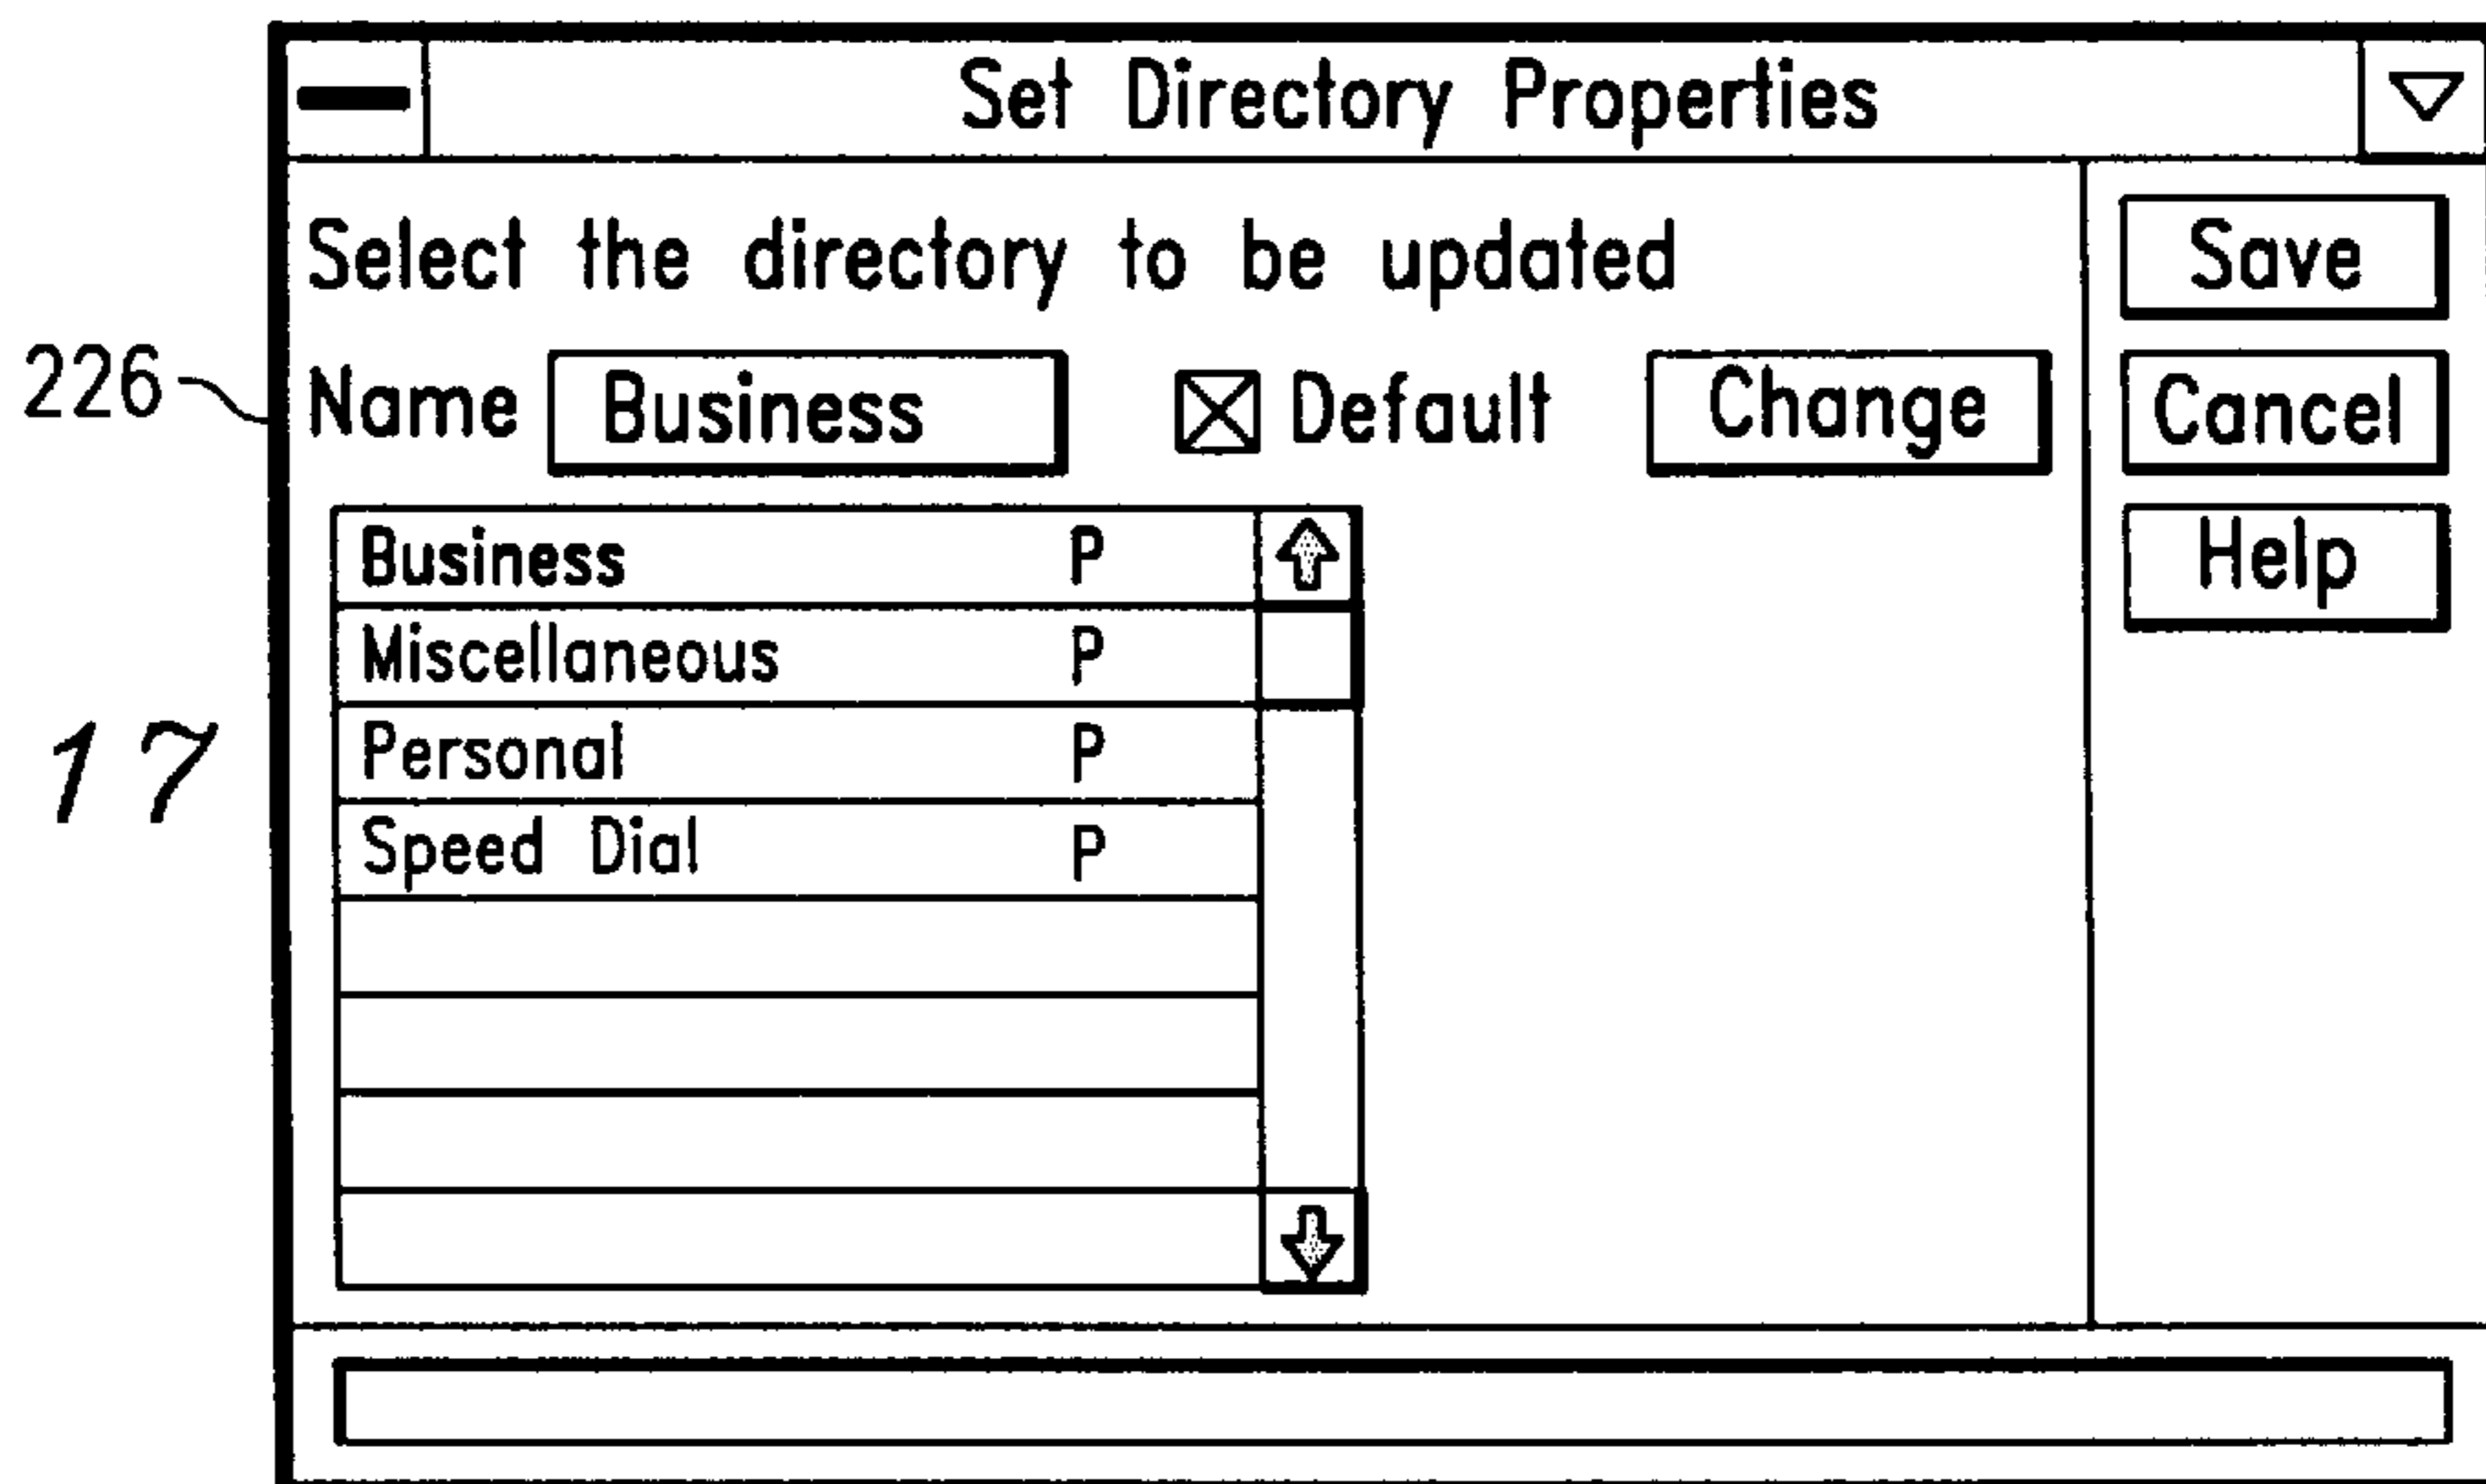 Set Directory Properties
Select the directory to be updated
Save
226
Name Business Default Change
Cancel
Business P
Help
Miscellaneous P
17
Personal P
Speed Dial P